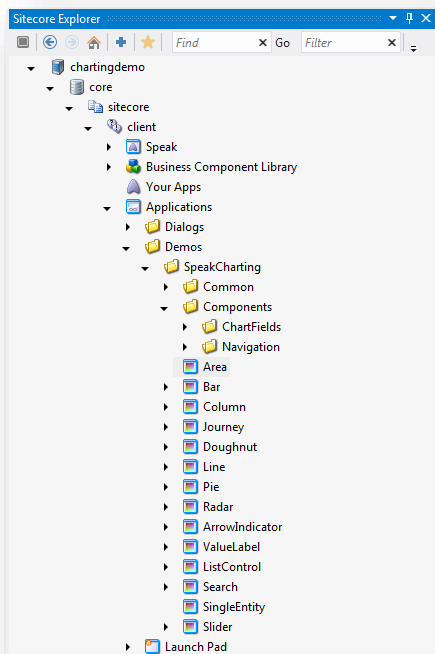 Sitecore Explorer
Find Go Filter
chartingdemo
core
sitecore
client
Speak
Business Component Library
Your Apps
Applications
Dialogs
Demos
SpeakCharting
Common
Components
ChartFields
Navigation
Area
Bar
Column
Journey
Doughnut
Line
Pie
Radar
ArrowIndicator
ValueLabel
ListControl
Search
SingleEntity
Slider
Launch Pad